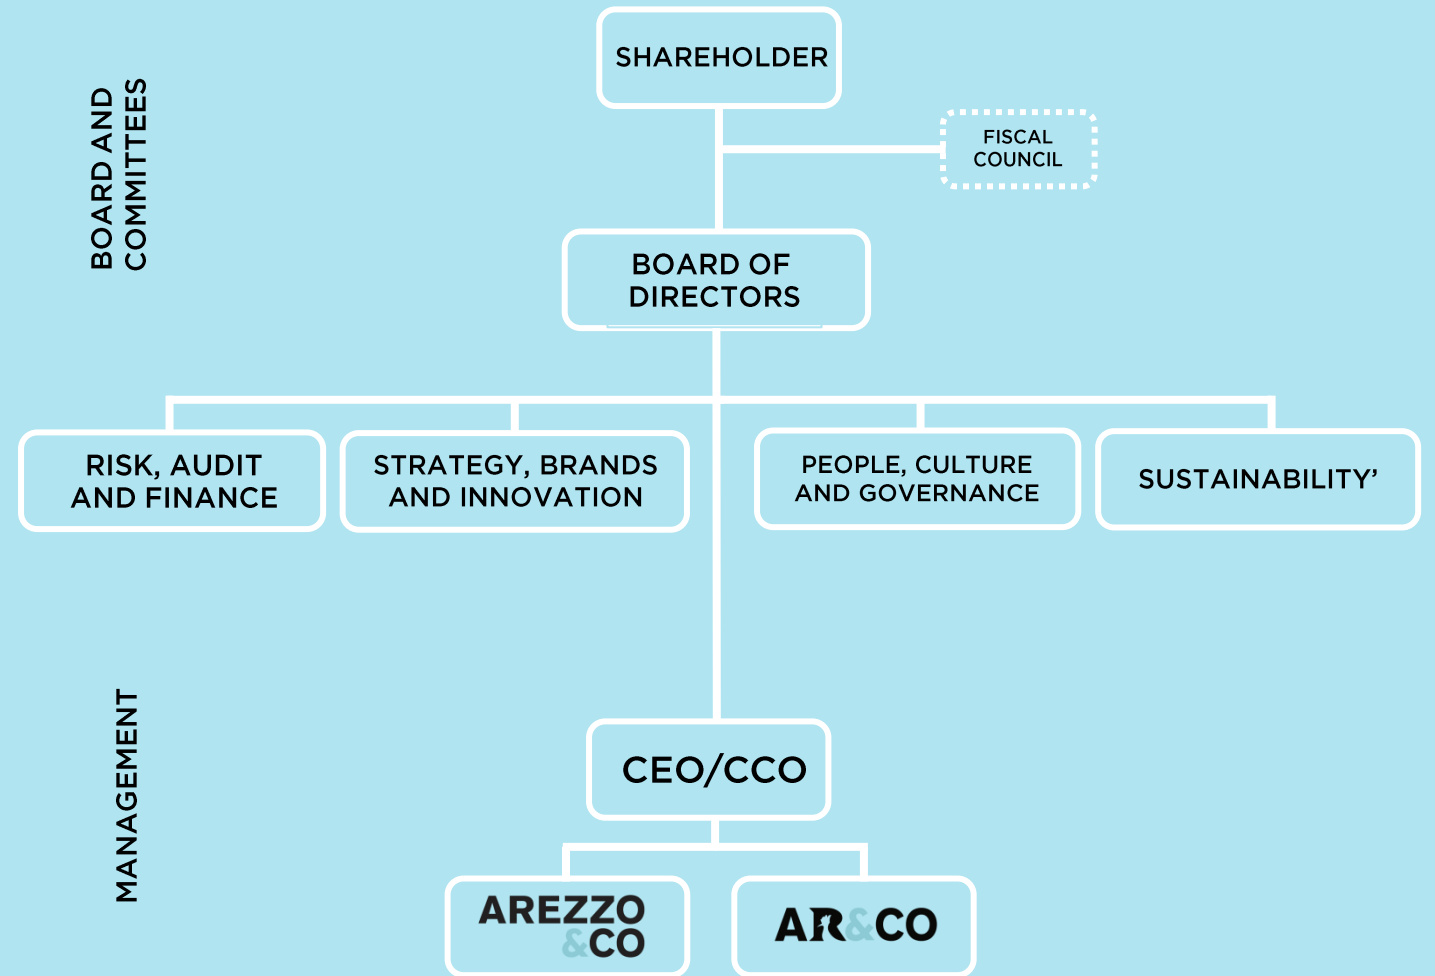 BOARD AND
COMMITTEES
SHAREHOLDER
FISCAL
COUNCIL
BOARD OF
DIRECTORS
RISK, AUDIT
AND FINANCE
STRATEGY, BRANDS
AND INNOVATION
PEOPLE, CULTURE
AND GOVERNANCE
SUSTAINABILITY’
MANAGEMENT
CEO/CCO
AREZZO
&CO
AR&CO